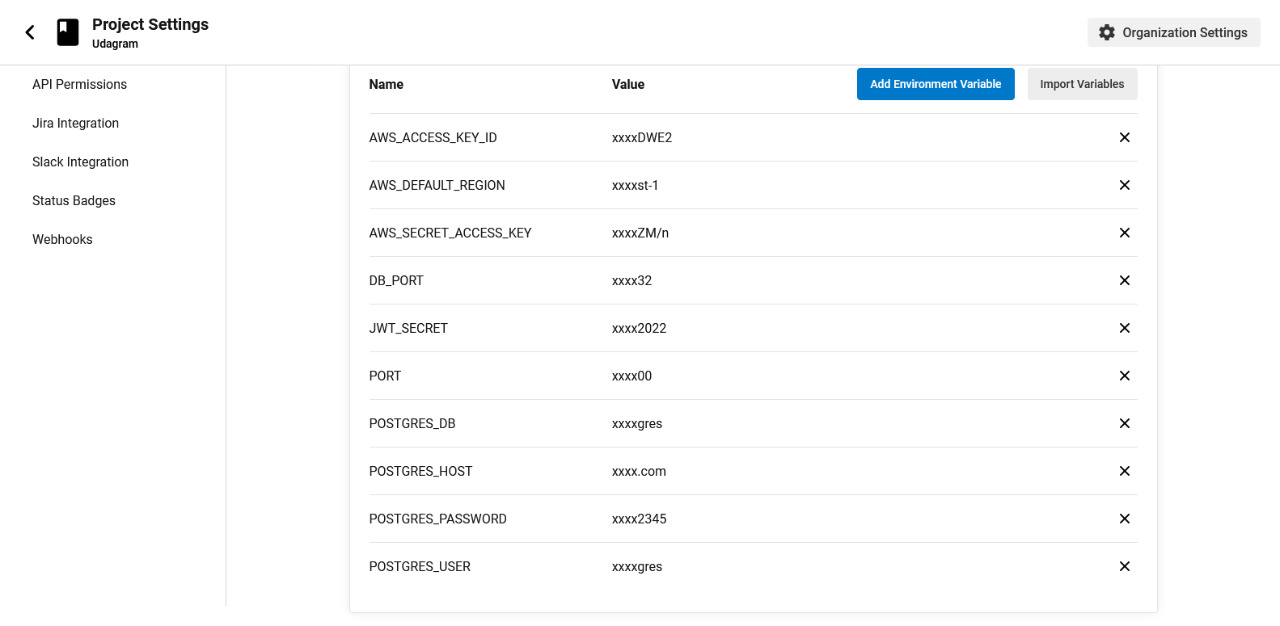 Project Settings
Udagram
Organization Settings
API Permissions
Jira Integration
Slack Integration
Status Badges
Webhooks
Name Value Add Environment Variable Import Variables
AWS_ACCESS_KEY_ID xxxxDWE2
AWS_DEFAULT_REGION xxxxst-1
AWS_SECRET_ACCESS_KEY xxxxZM/n
DB_PORT xxxx32
JWT_SECRET xxxx2022
PORT xxxx00
POSTGRES_DB xxxxgres
POSTGRES_HOST xxxx.com
POSTGRES_PASSWORD xxxx2345
POSTGRES_USER xxxxgres